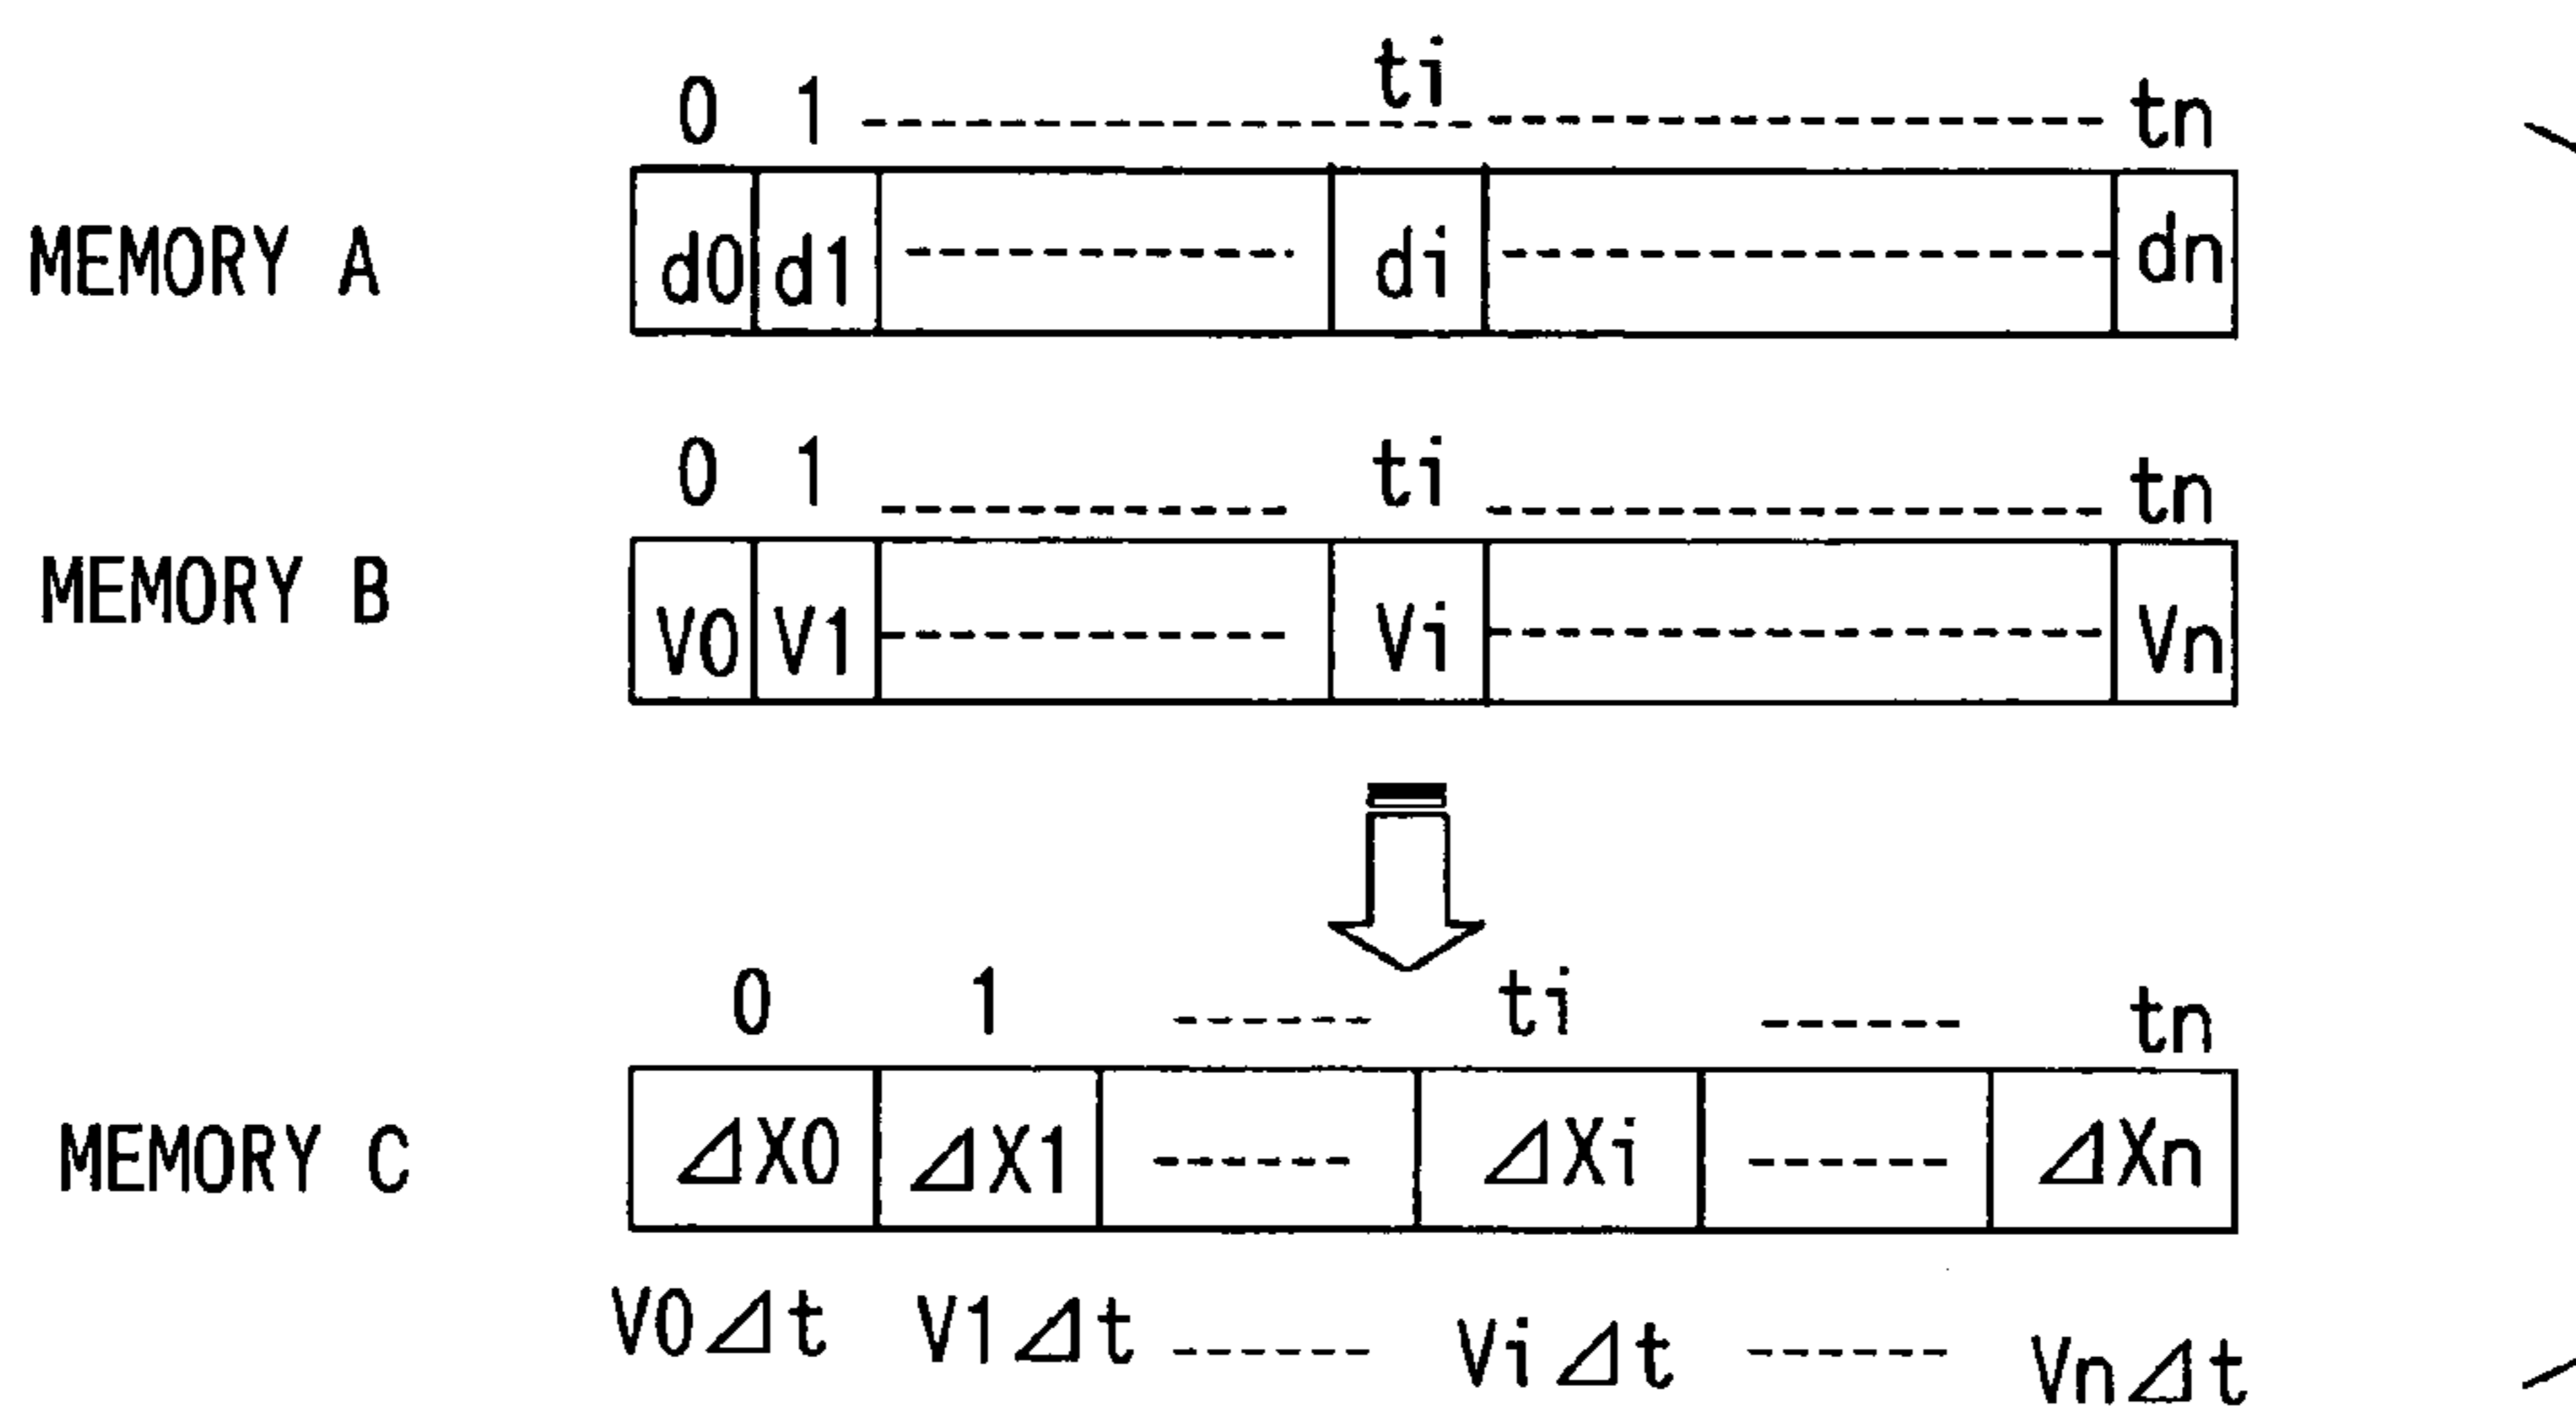 0 1 ti tn
MEMORY A d0 d1 di dn
0 1 ti tn
MEMORY B V0 V1 Vi Vn
0 1 ti tn
MEMORY C ⊿X0 ⊿X1 ⊿Xi ⊿Xn
V0⊿t V1⊿t Vi⊿t Vn⊿t